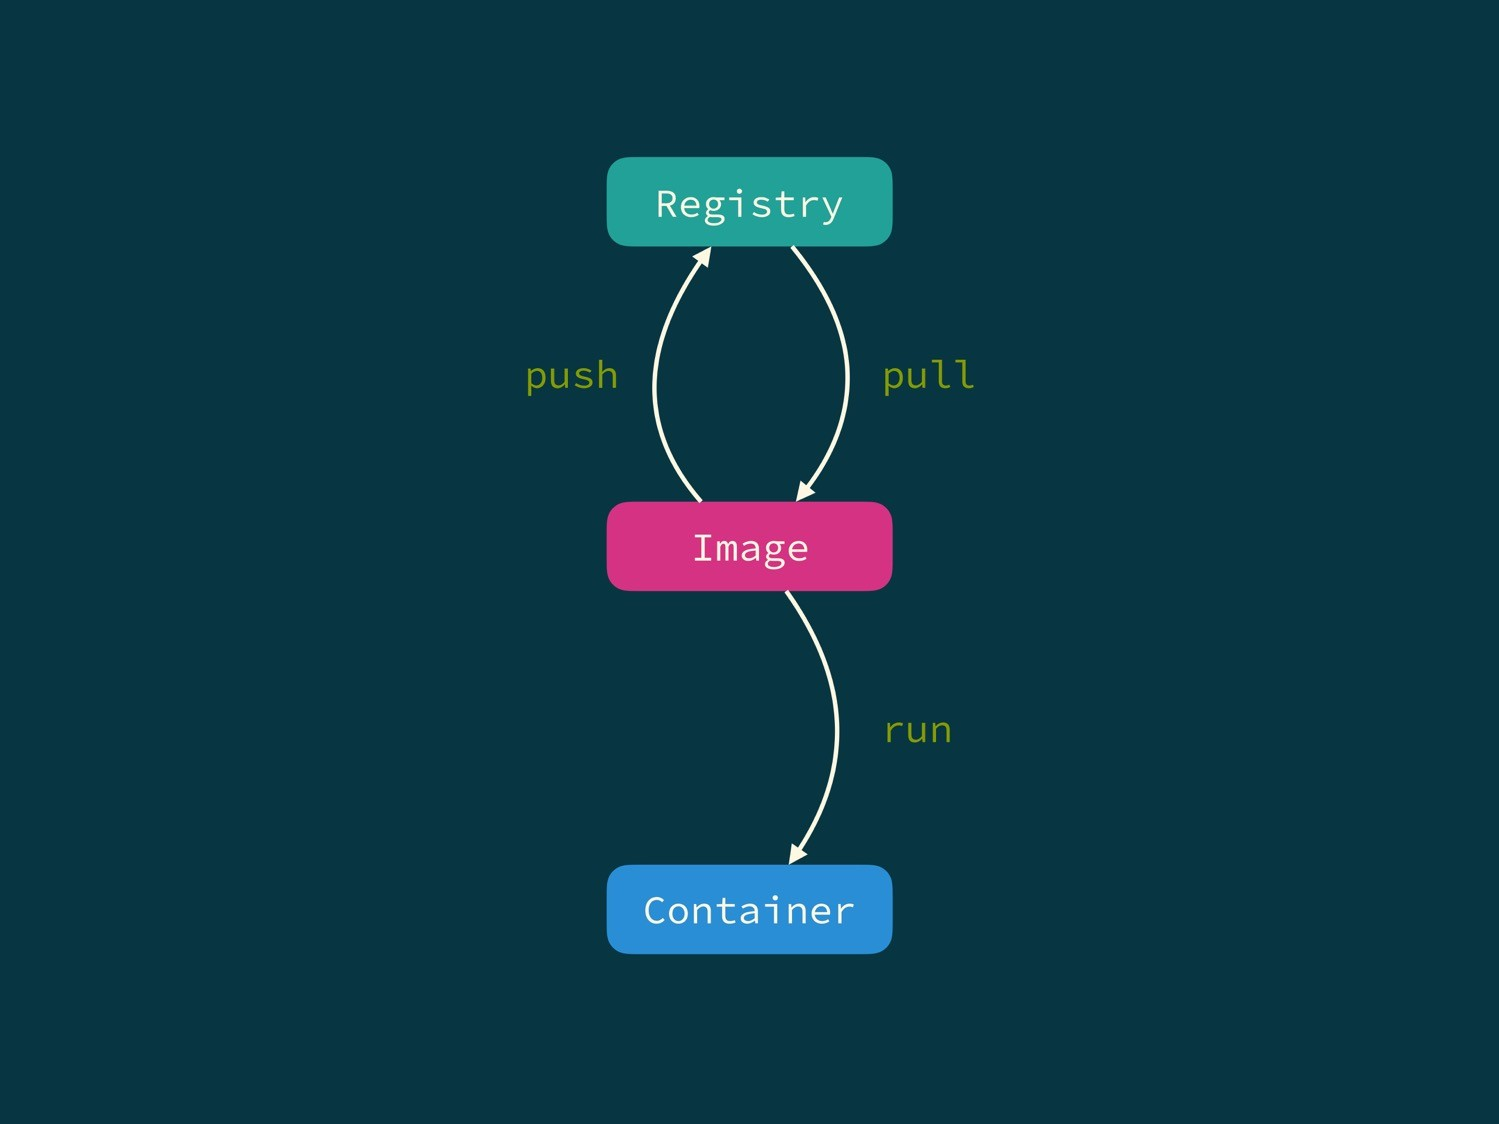 Registry
push
pull
Image
run
Container